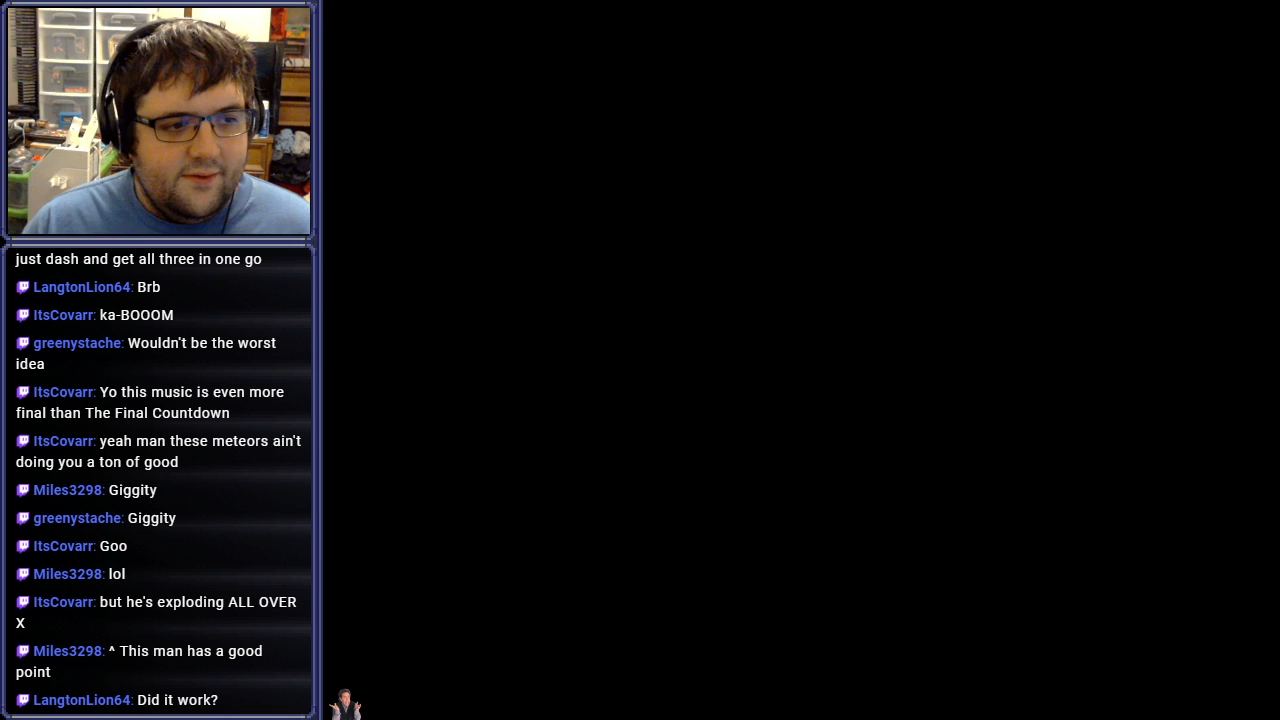 just dash and get all three in one go
LangtonLion64: Brb
ItsCovarr: ka-BOOOM
greenystache: Wouldn't be the worst
idea
ItsCovarr: Yo this music is even more
final than The Final Countdown
ItsCovarr: yeah man these meteors ain't
doing you a ton of good
Miles3298: Giggity
greenystache: Giggity
ItsCovarr: Goo
Miles3298: lol
ItsCovarr: but he's exploding ALL OVER
X
Miles3298: ^ This man has a good
point
LangtonLion64: Did it work?